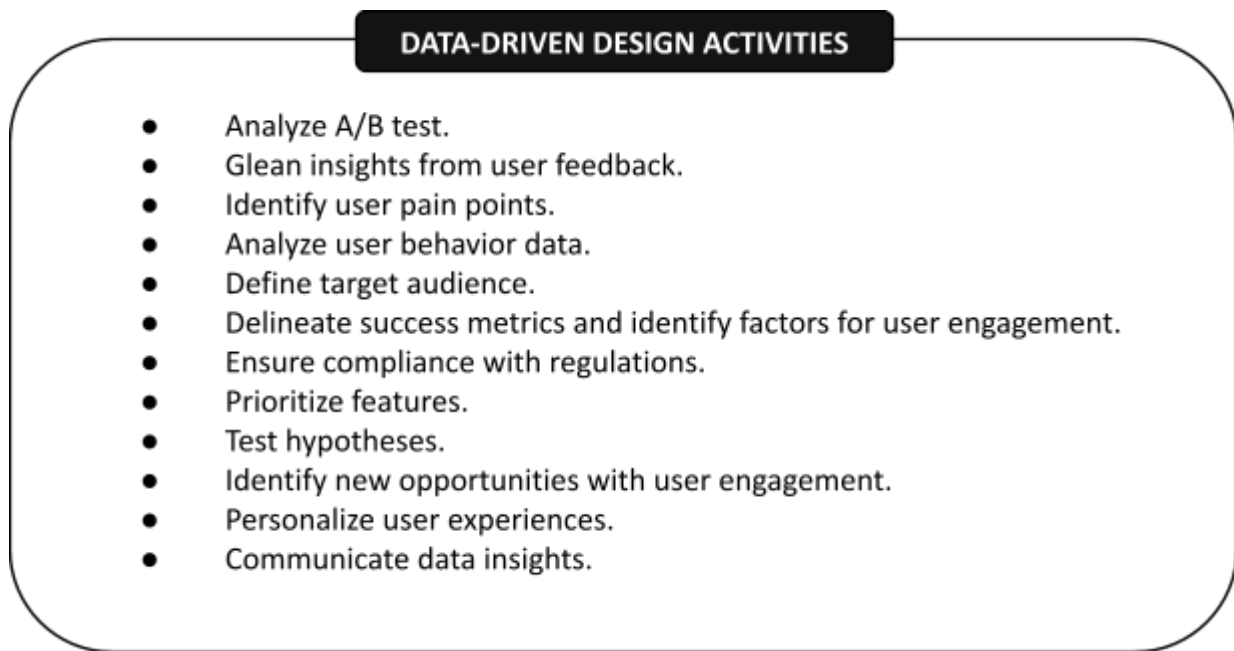 DATA-DRIVEN DESIGN ACTIVITIES
● Analyze A/B test.
● Glean insights from user feedback.
● Identify user pain points.
● Analyze user behavior data.
● Define target audience.
● Delineate success metrics and identify factors for user engagement.
● Ensure compliance with regulations.
● Prioritize features.
● Test hypotheses.
● Identify new opportunities with user engagement.
● Personalize user experiences.
● Communicate data insights.